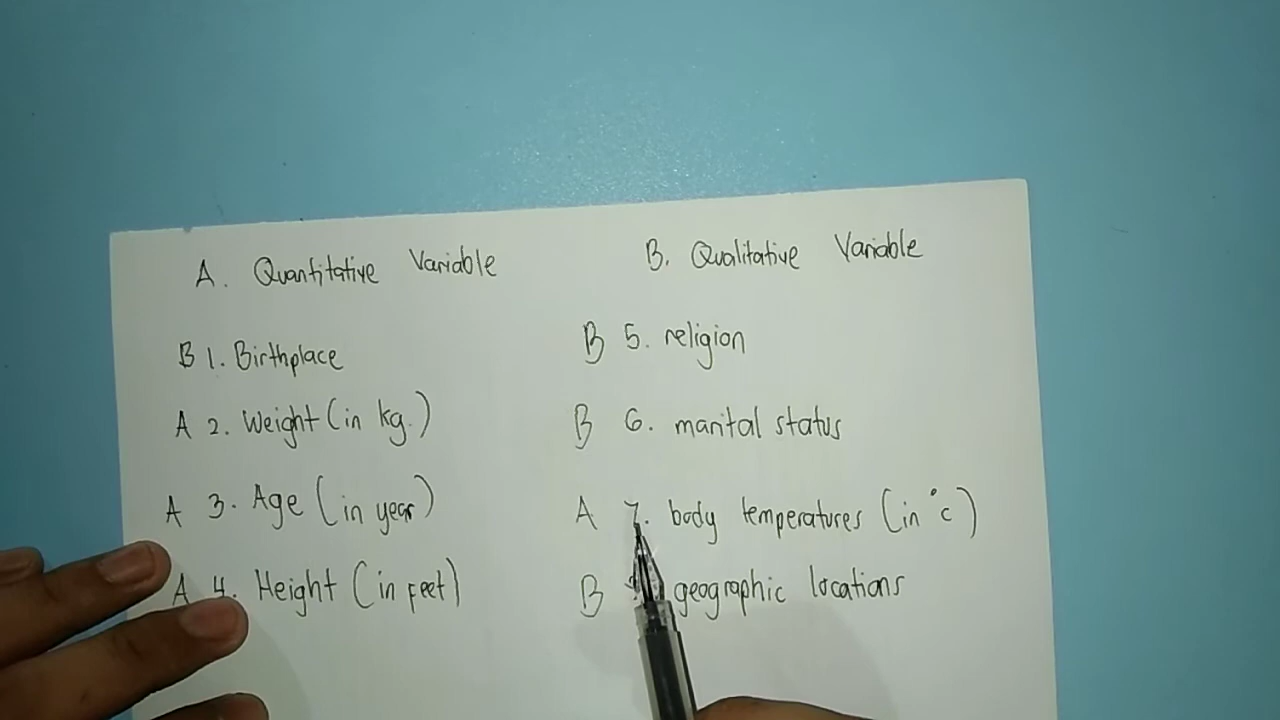 A. Quantitative Variable
B. Qualitative Variable
B 1. Birthplace
A 2. Weight (in kg.)
A 3. Age (in year)
A 4. Height (in feet)
B 5. religion
B 6. marital status
A 7. body temperatures (in °c)
B geographic locations